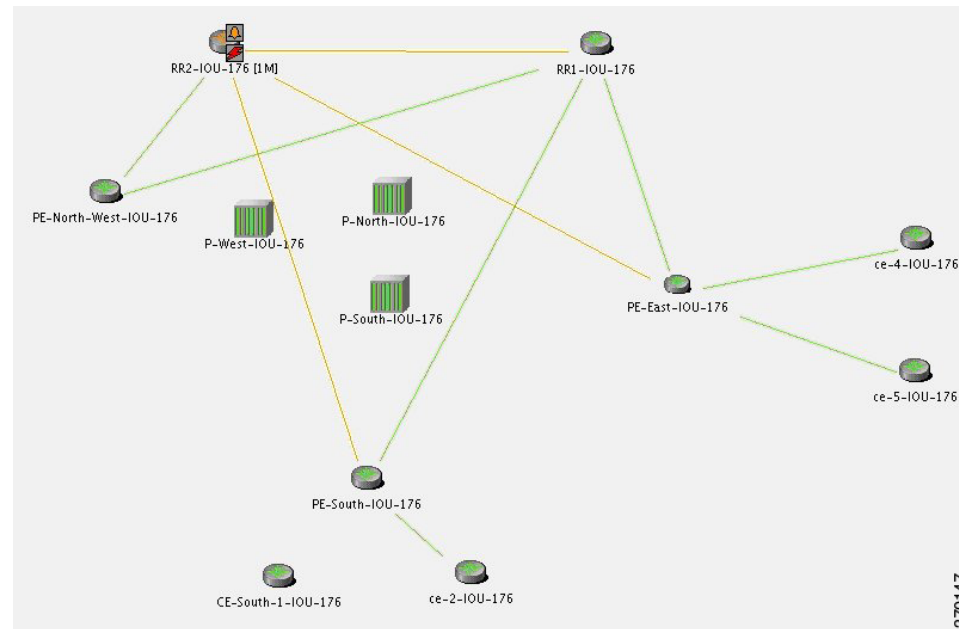 RR2-IOU-176 [1M]
RR1-IOU-176
PE-North-West-IOU-176
P-North-IOU-176
P-West-IOU-176
ce-4-IOU-176
P-South-IOU-176
PE-East-IOU-176
ce-5-IOU-176
PE-South-IOU-176
CE-South-1-IOU-176
ce-2-IOU-176